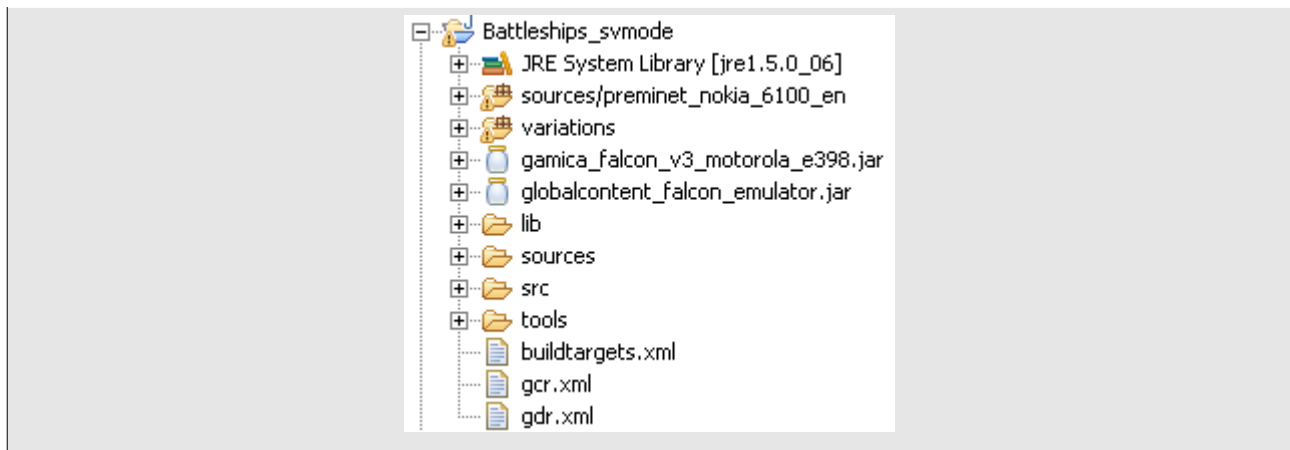 Battleships_svmode
JRE System Library [jre1.5.0_06]
sources/preminet_nokia_6100_en
variations
gamica_falcon_v3_motorola_e398.jar
globalcontent_falcon_emulator.jar
lib
sources
src
tools
buildtargets.xml
gcr.xml
gdr.xml